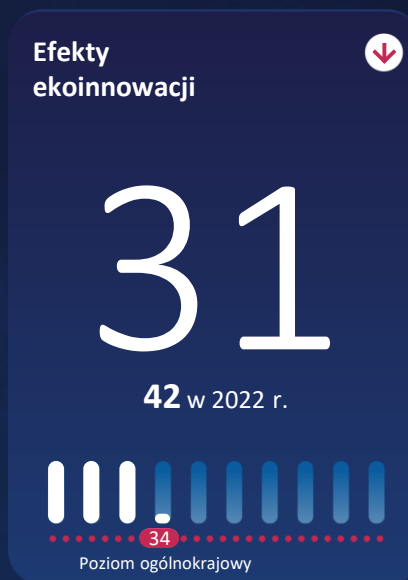 Efekty
ekoinnowacji
31
42 w 2022 r.
34
Poziom ogólnokrajowy